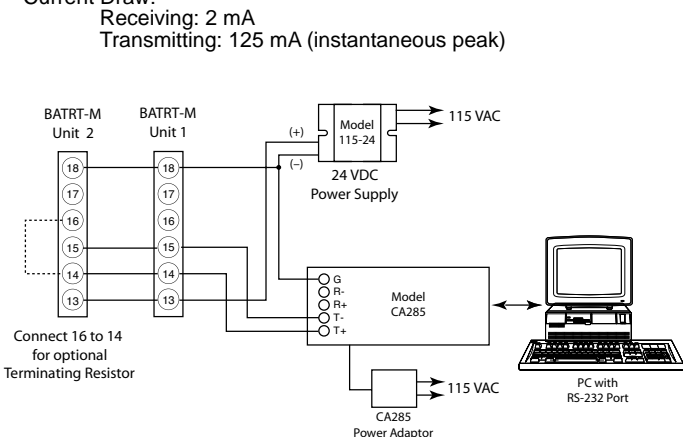 Current Draw:
Receiving: 2 mA
Transmitting: 125 mA (instantaneous peak)
BATRT-M
Unit 2
BATRT-M
Unit 1
18
17
16
15
14
13
18
17
16
15
14
13
Connect 16 to 14
for optional
Terminating Resistor
(+)
(–)
Model
115-24
115 VAC
24 VDC
Power Supply
G
R-
R+
T-
T+
Model
CA285
115 VAC
CA285
Power Adaptor
PC with
RS-232 Port